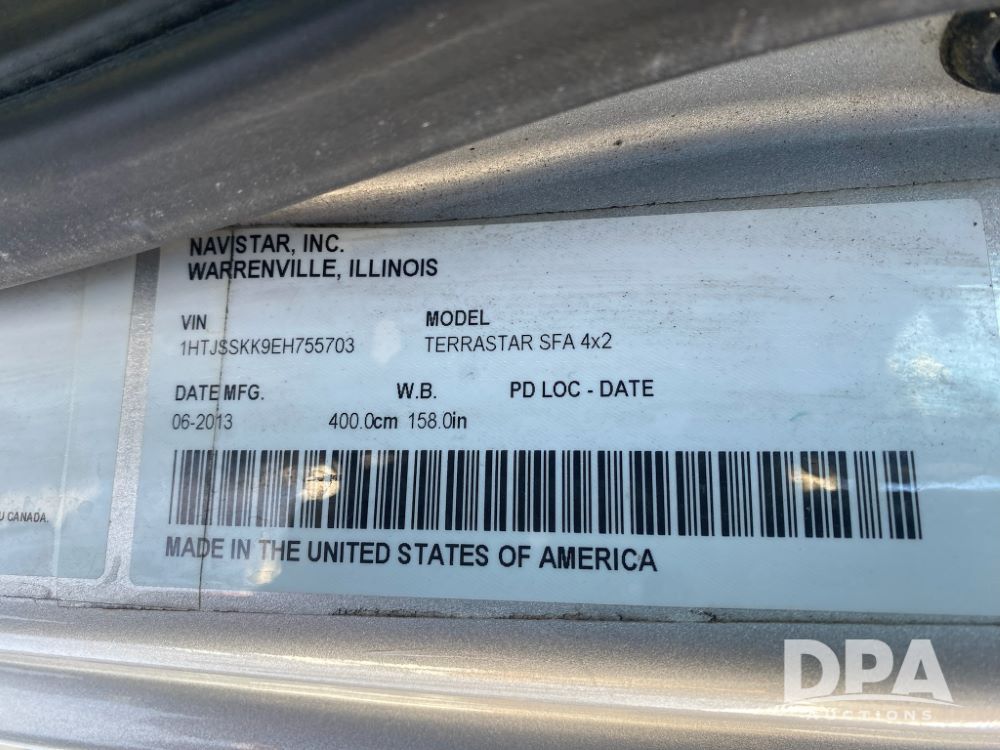 NAVISTAR, INC.
WARRENVILLE, ILLINOIS
VIN MODEL
1HTJSSKK9EH755703 TERRASTAR SFA 4x2
DATE MFG. W.B. PD LOC - DATE
06-2013 400.0cm 158.0in
U CANADA.
MADE IN THE UNITED STATES OF AMERICA
DPA
AUCTIONS